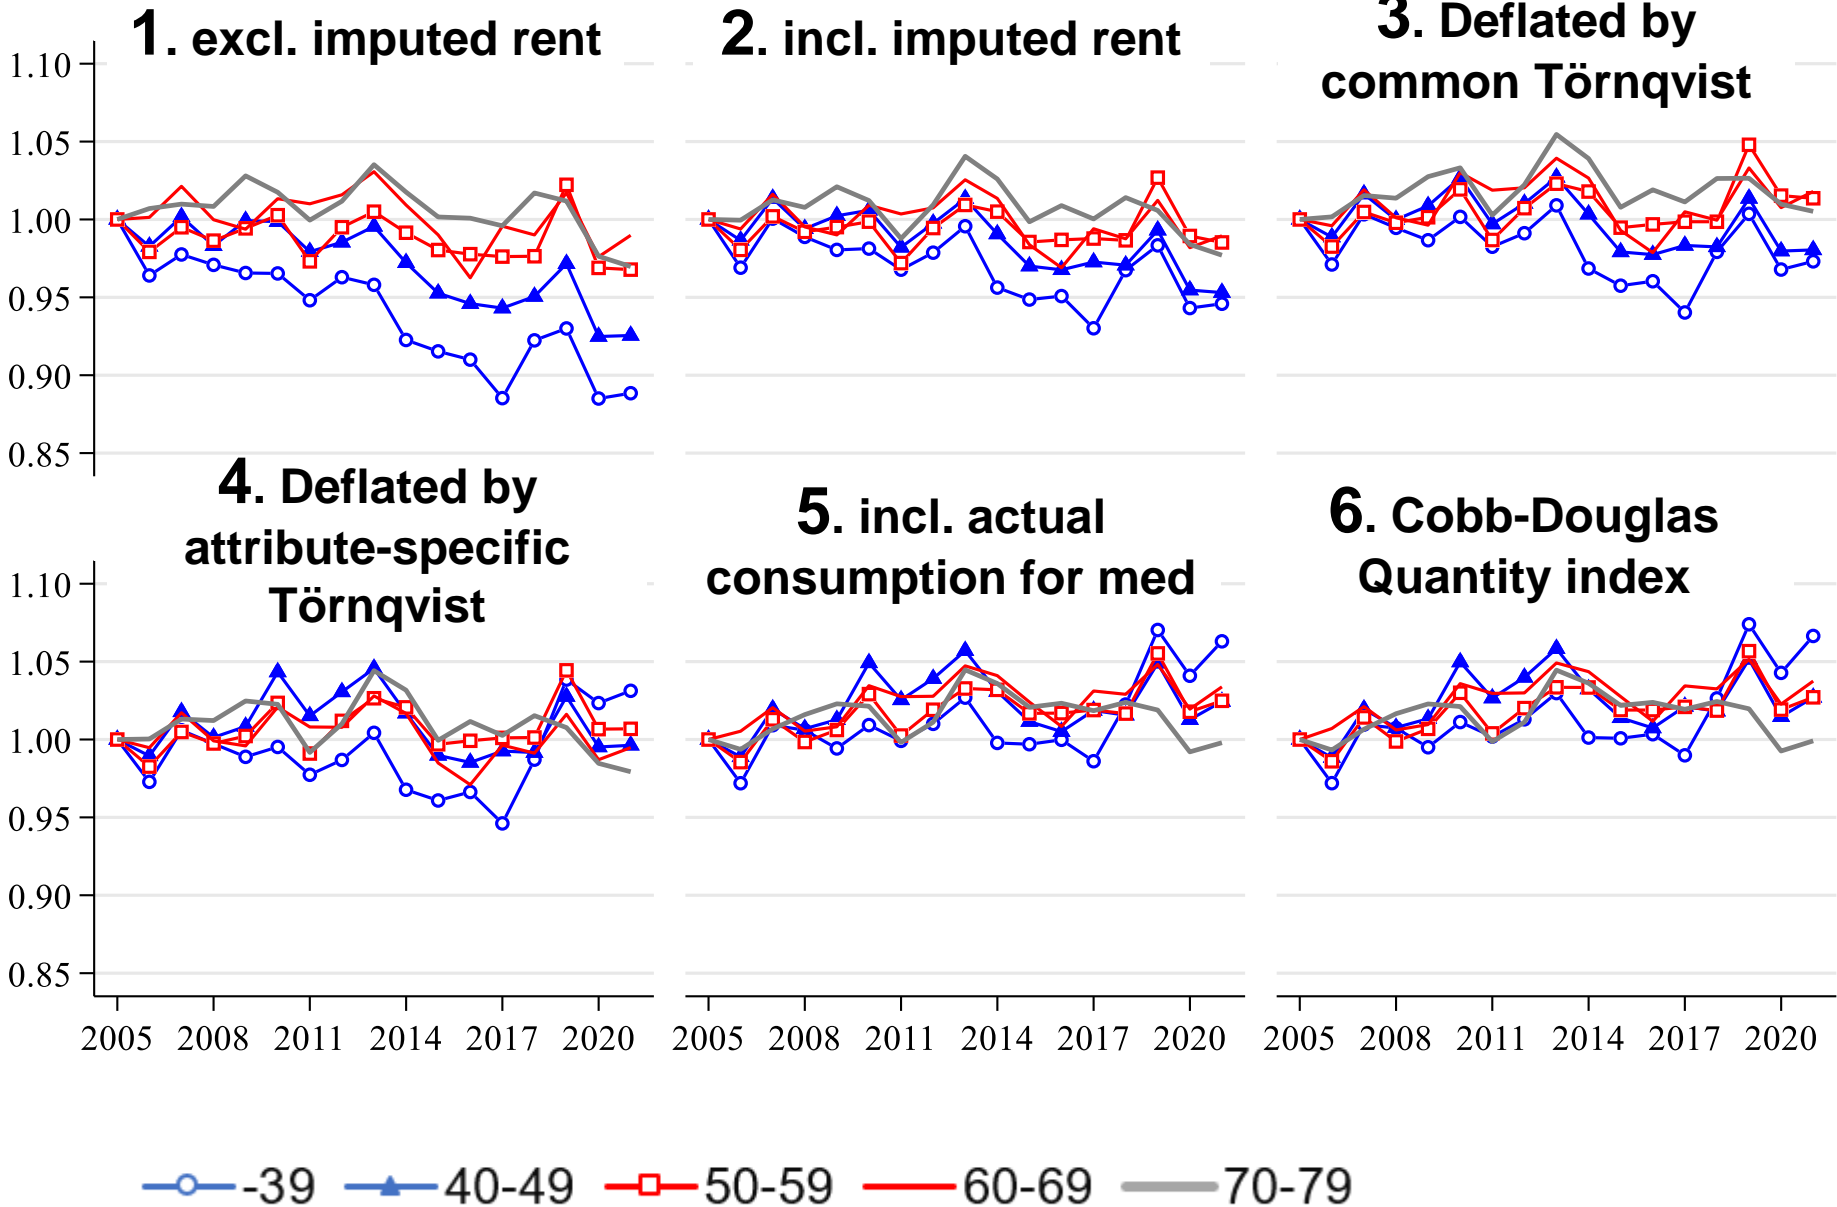 1. excl. imputed rent
2. incl. imputed rent
3. Deflated by
common Törnqvist
1.10
1.05
1.00
0.95
0.90
0.85
4. Deflated by
attribute-specific
Törnqvist
5. incl. actual
consumption for med
6. Cobb-Douglas
Quantity index
1.10
1.05
1.00
0.95
0.90
0.85
2005 2008 2011 2014 2017 2020 2005 2008 2011 2014 2017 2020 2005 2008 2011 2014 2017 2020
-39 40-49 50-59 60-69 70-79